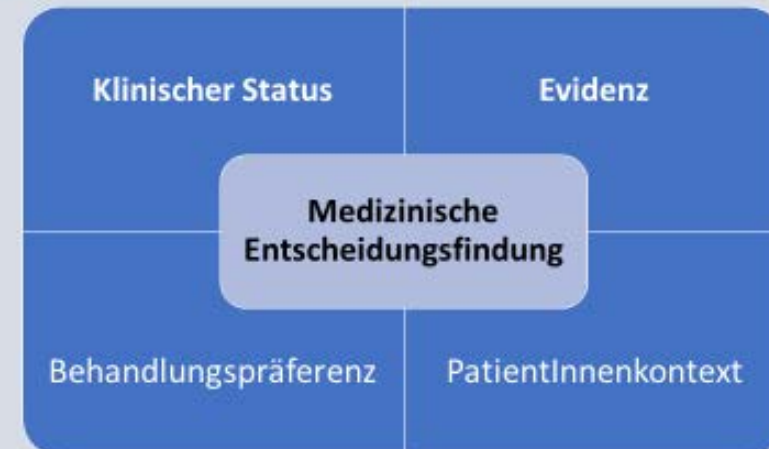 Klinischer Status
Evidenz
Medizinische
Entscheidungsfindung
Behandlungspräferenz
PatientInnenkontext